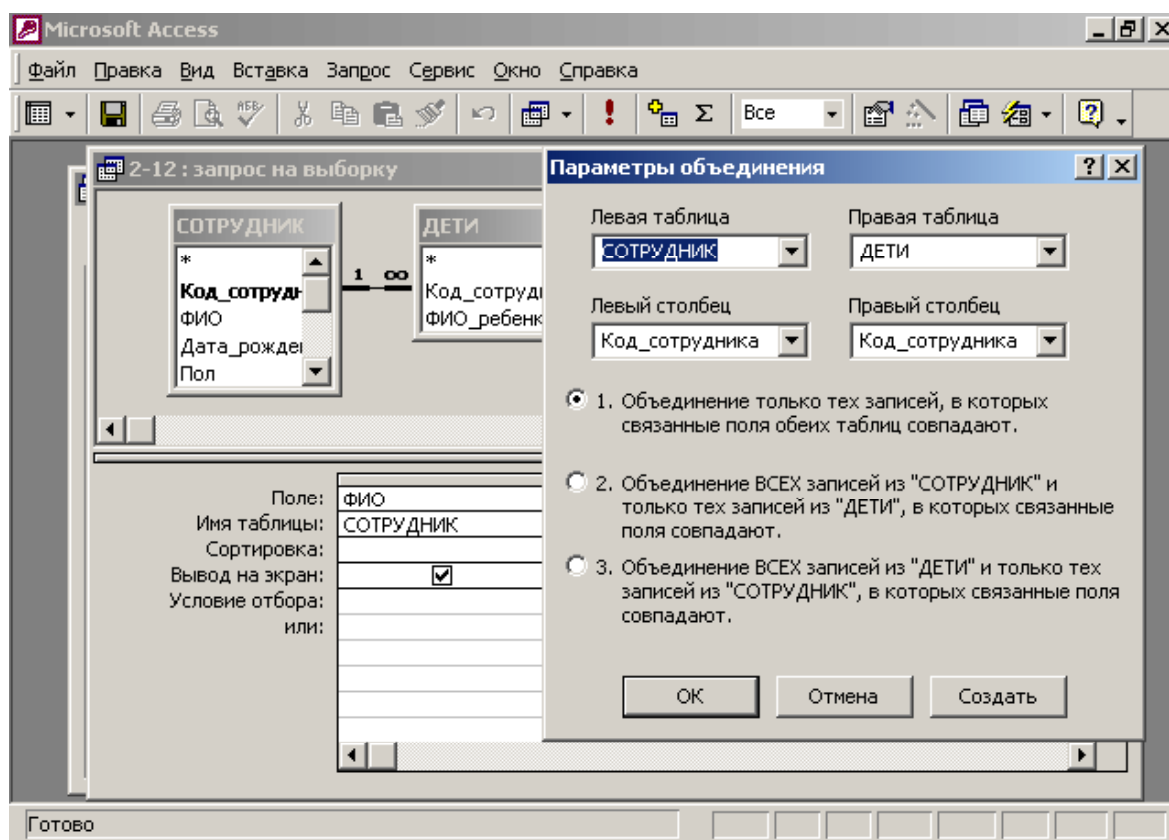 Microsoft Access
Файл Правка Вид Вставка Запрос Сервис Окно Справка
Все
2-12 : запрос на выборку
СОТРУДНИК
*
Код_сотрудн
ФИО
Дата_рожден
Пол
1 ∞
ДЕТИ
*
Код_сотруд
ФИО_ребенк
Поле: ФИО
Имя таблицы: СОТРУДНИК
Сортировка:
Вывод на экран:
Условие отбора:
или:
Параметры объединения
Левая таблица Правая таблица
СОТРУДНИК ДЕТИ
Левый столбец Правый столбец
Код_сотрудника Код_сотрудника
1. Объединение только тех записей, в которых
связанные поля обеих таблиц совпадают.
2. Объединение ВСЕХ записей из "СОТРУДНИК" и
только тех записей из "ДЕТИ", в которых связанные
поля совпадают.
3. Объединение ВСЕХ записей из "ДЕТИ" и только тех
записей из "СОТРУДНИК", в которых связанные поля
совпадают.
ОК Отмена Создать
Готово